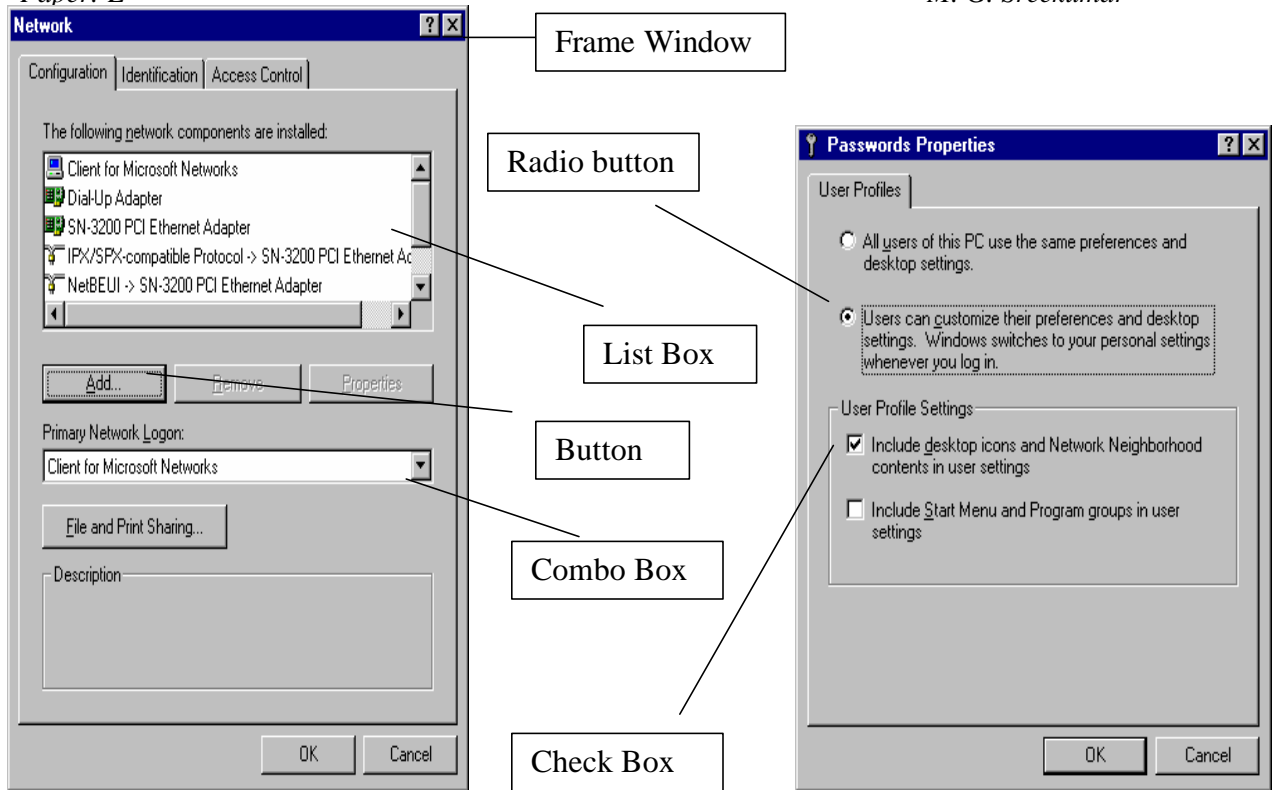 Paper: E
M. G. Sreekumar
Network
Configuration Identification Access Control
The following network components are installed:
Client for Microsoft Networks
Dial-Up Adapter
SN-3200 PCI Ethernet Adapter
IPX/SPX-compatible Protocol -> SN-3200 PCI Ethernet Ac
NetBEUI -> SN-3200 PCI Ethernet Adapter
Add... Remove Properties
Primary Network Logon:
Client for Microsoft Networks
File and Print Sharing...
Description
OK Cancel
Frame Window
Radio button
List Box
Button
Combo Box
Check Box
Passwords Properties
User Profiles
All users of this PC use the same preferences and
desktop settings.
Users can customize their preferences and desktop
settings. Windows switches to your personal settings
whenever you log in.
User Profile Settings
Include desktop icons and Network Neighborhood
contents in user settings
Include Start Menu and Program groups in user
settings
OK Cancel